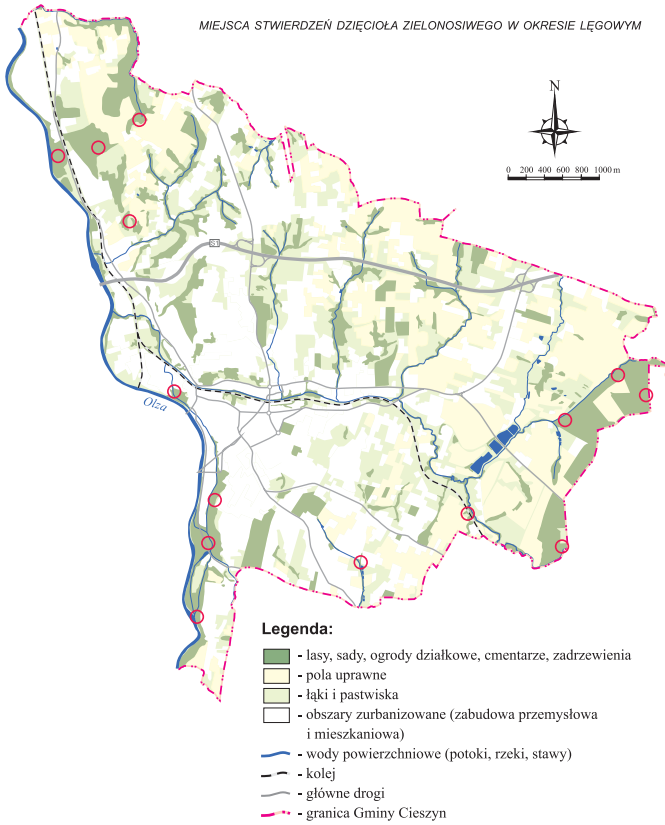 MIEJSCA STWIERDZEŃ DZIĘCIOŁA ZIELONOSIWEGO W OKRESIE LĘGOWYM
N
0 200 400 600 1000 m
S1
Olza
Legenda:
- lasy, sady, ogrody działkowe, cmentarze, zadrzewienia
- pola uprawne
- łąki i pastwiska
- obszary zurbanizowane (zabudowa przemysłowa
i mieszkaniowa)
- wody powierzchniowe (potoki, rzeki, stawy)
- kolej
- główne drogi
- granica Gminy Cieszyn